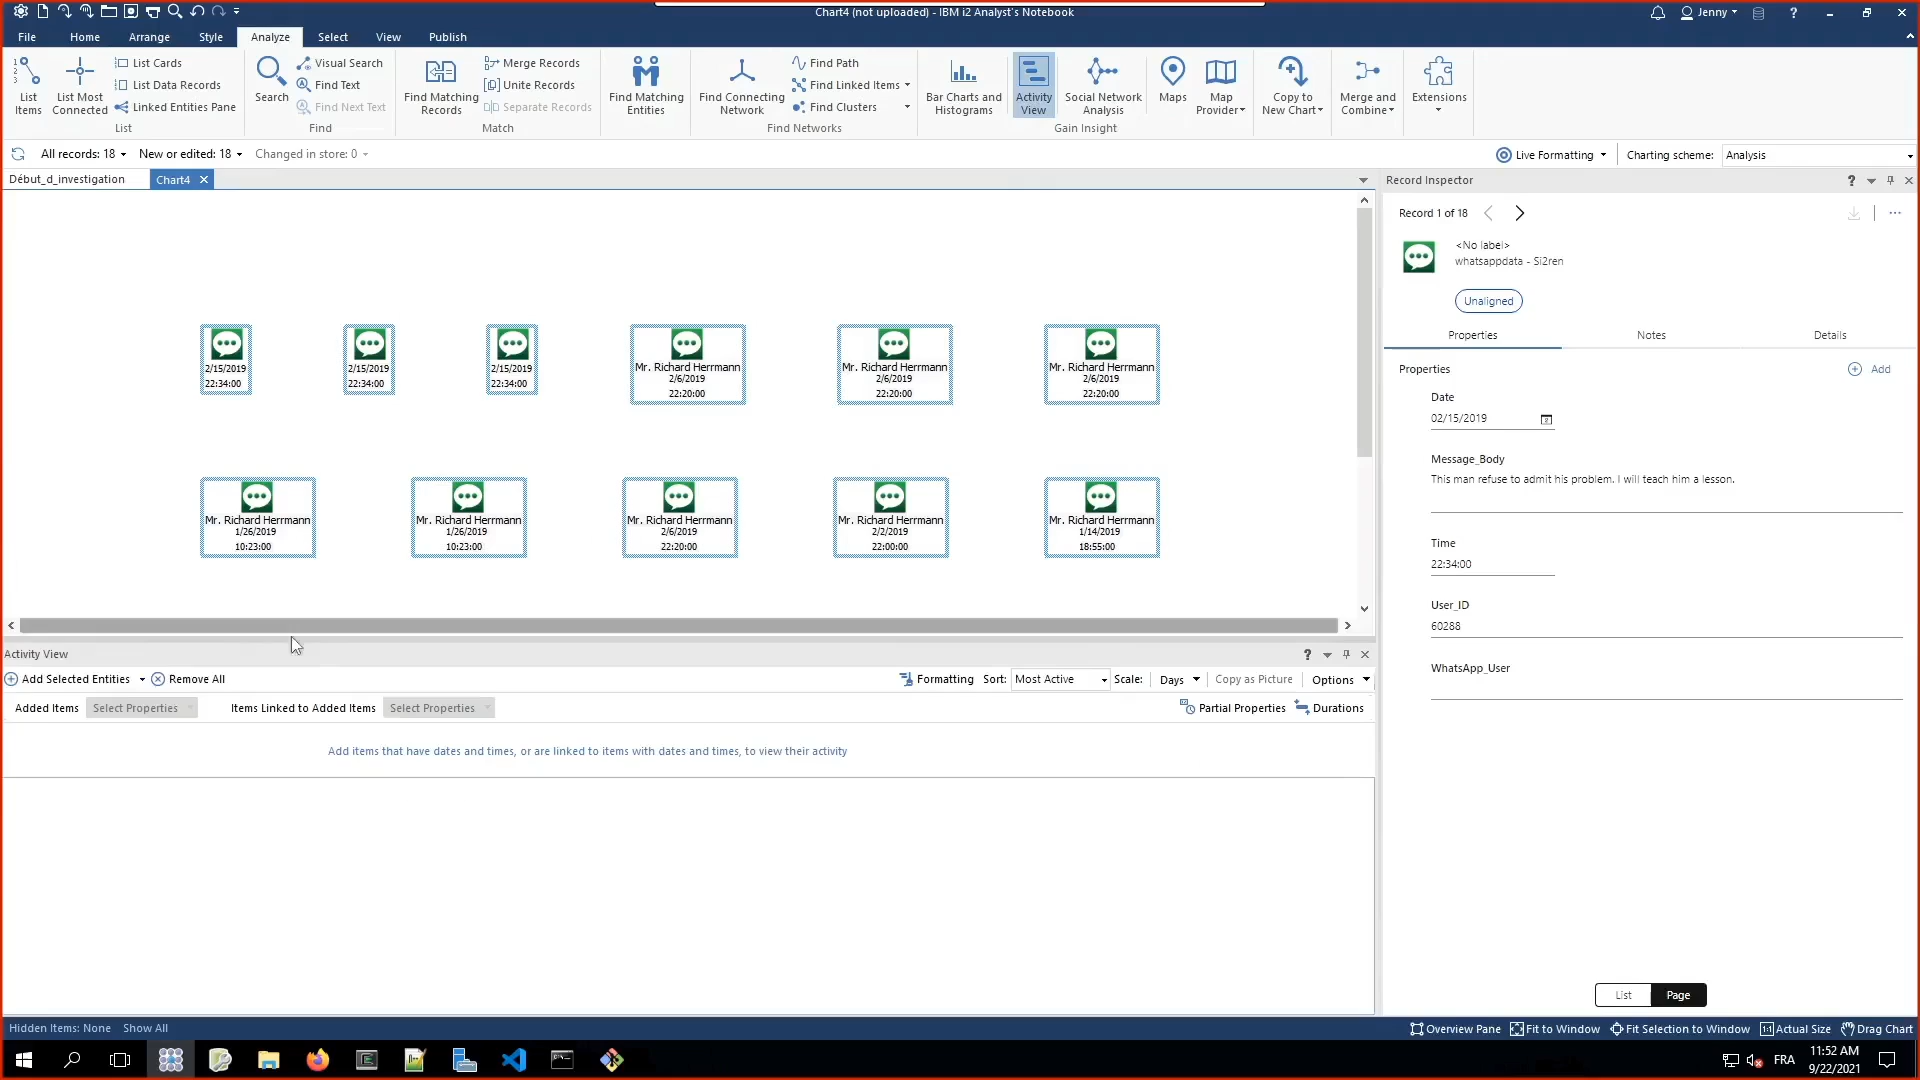 Chart4 (not uploaded) - IBM i2 Analyst's Notebook
Jenny
File Home Arrange Style Analyze Select View Publish
List Items
List Most Connected
List Cards
List Data Records
Linked Entities Pane
List
Search
Visual Search
Find Text
Find Next Text
Find
Find Matching Records
Merge Records
Unite Records
Separate Records
Match
Find Matching Entities
Find Connecting Network
Find Path
Find Linked Items
Find Clusters
Find Networks
Bar Charts and Histograms
Activity View
Social Network Analysis
Gain Insight
Maps
Map Provider
Copy to New Chart
Merge and Combine
Extensions
All records: 18 New or edited: 18 Changed in store: 0
Live Formatting Charting scheme: Analysis
Début_d_investigation Chart4
2/15/2019
22:34:00
2/15/2019
22:34:00
2/15/2019
22:34:00
Mr. Richard Herrmann
2/6/2019
22:20:00
Mr. Richard Herrmann
2/6/2019
22:20:00
Mr. Richard Herrmann
2/6/2019
22:20:00
Mr. Richard Herrmann
1/26/2019
10:23:00
Mr. Richard Herrmann
1/26/2019
10:23:00
Mr. Richard Herrmann
2/6/2019
22:20:00
Mr. Richard Herrmann
2/2/2019
22:00:00
Mr. Richard Herrmann
1/14/2019
18:55:00
Activity View
Add Selected Entities Remove All
Formatting Sort: Most Active Scale: Days Copy as Picture Options
Added Items Select Properties Items Linked to Added Items Select Properties
Partial Properties Durations
Add items that have dates and times, or are linked to items with dates and times, to view their activity
Record Inspector
Record 1 of 18
<No label>
whatsappdata - Si2ren
Unaligned
Properties Notes Details
Properties
Add
Date
02/15/2019
Message_Body
This man refuse to admit his problem. I will teach him a lesson.
Time
22:34:00
User_ID
60288
WhatsApp_User
List Page
Hidden Items: None Show All
Overview Pane Fit to Window Fit Selection to Window Actual Size Drag Chart
FRA
11:52 AM
9/22/2021